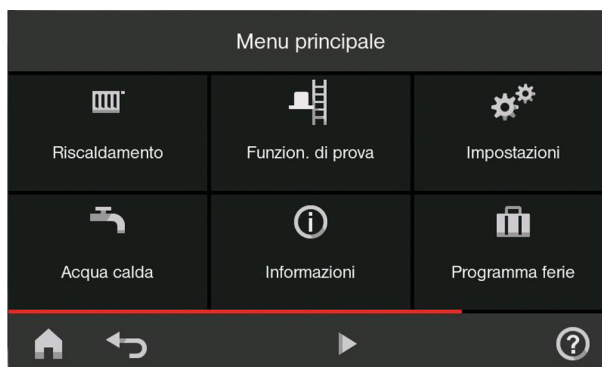 Menu principale
Riscaldamento
Funzion. di prova
Impostazioni
Acqua calda
Informazioni
Programma ferie